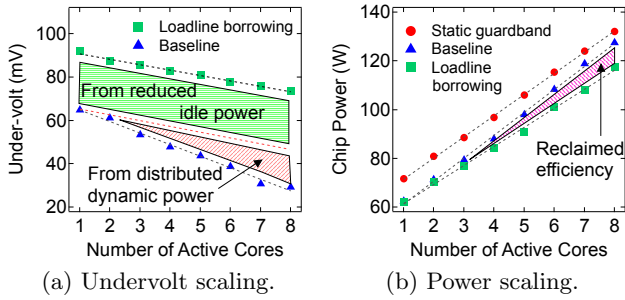 Loadline borrowing
Baseline
From reduced
idle power
From distributed
dynamic power
Under-volt (mV)
100
80
60
40
20
1 2 3 4 5 6 7 8
Number of Active Cores
(a) Undervolt scaling.
Static guardband
Baseline
Loadline
borrowing
Reclaimed
efficiency
Chip Power (W)
140
120
100
80
60
1 2 3 4 5 6 7 8
Number of Active Cores
(b) Power scaling.